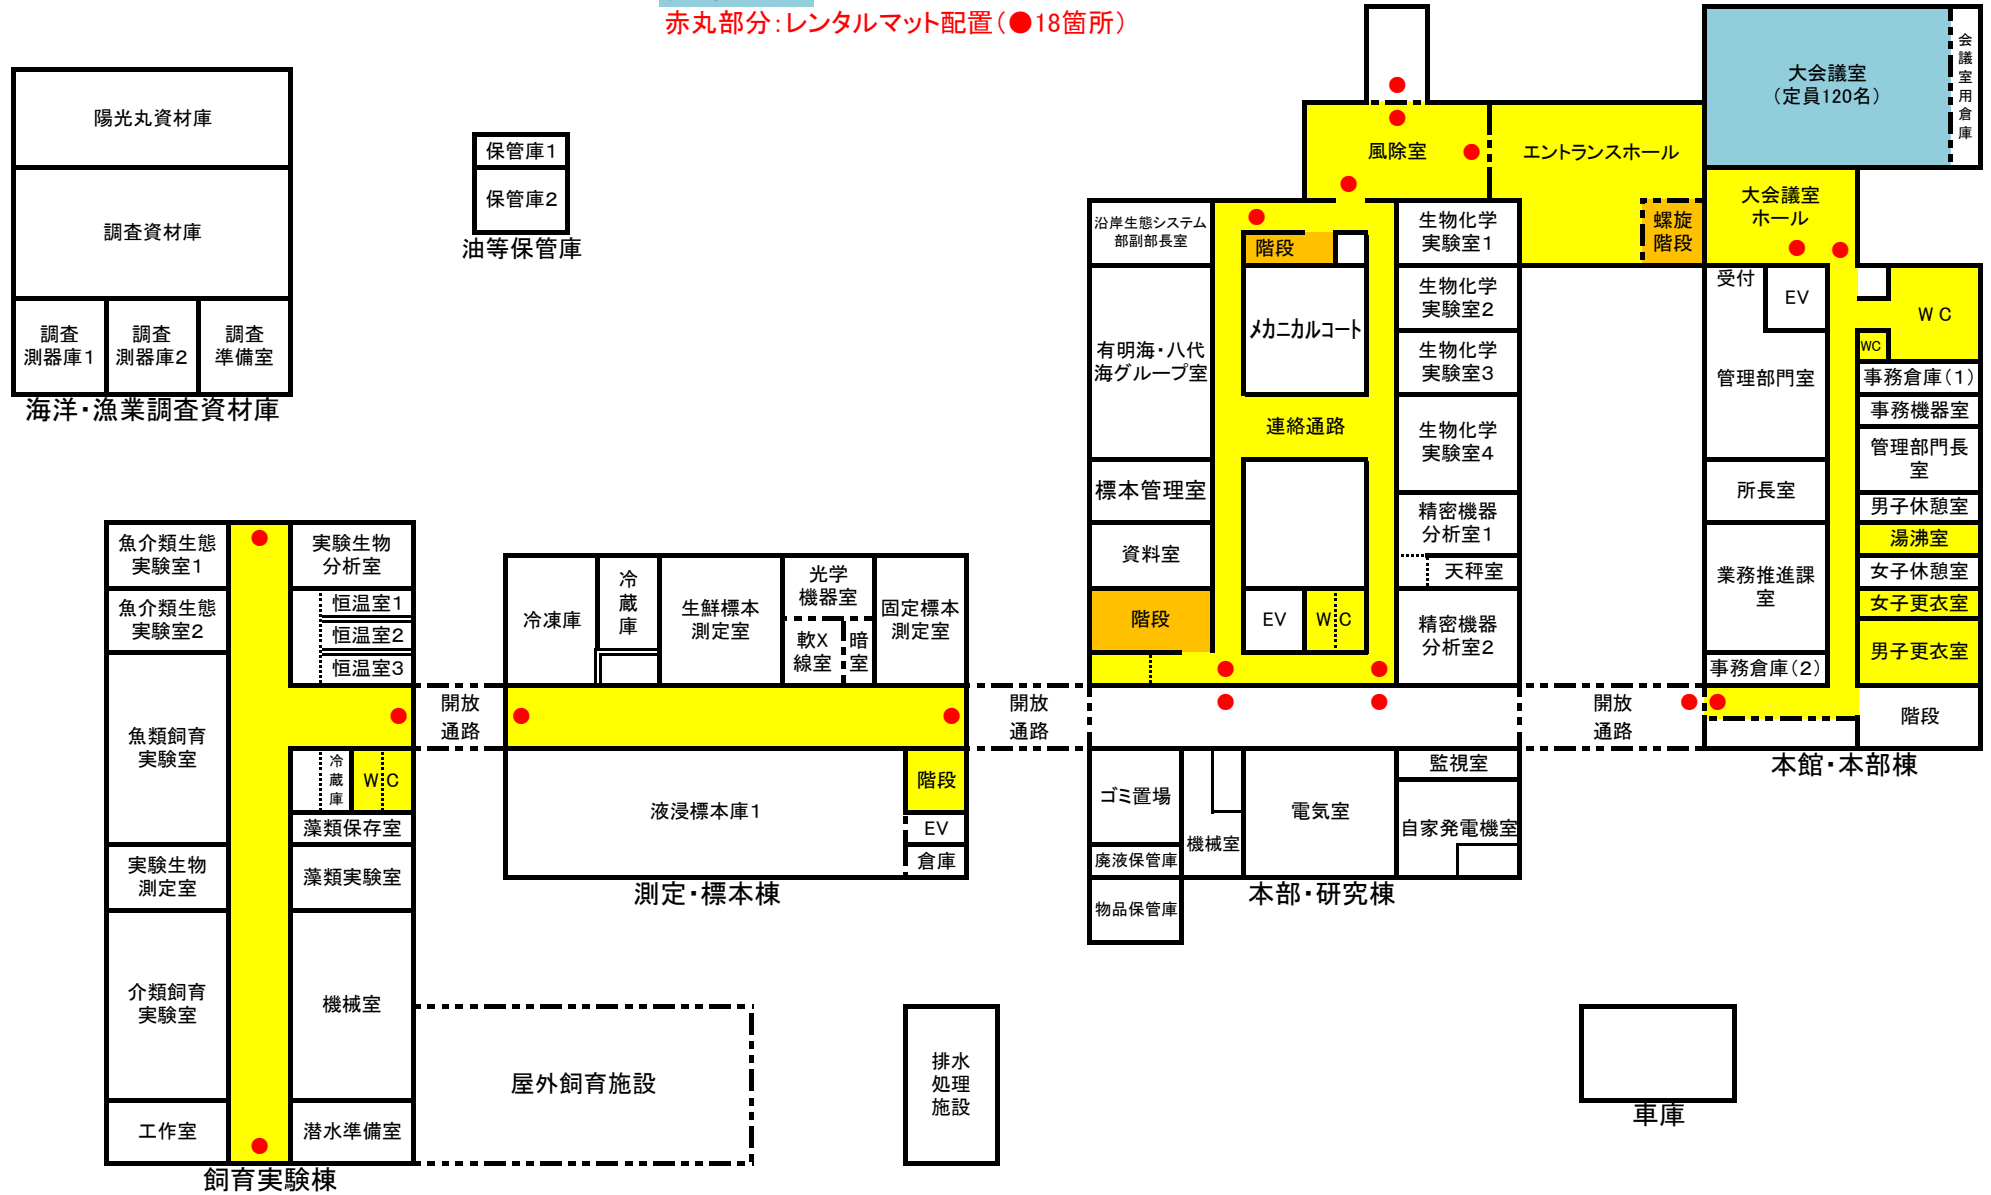 赤丸部分：レンタルマット配置（●18箇所）
陽光丸資材庫
調査資材庫
調査
測器庫1
調査
測器庫2
調査
準備室
海洋・漁業調査資材庫
保管庫1
保管庫2
油等保管庫
風除室
エントランスホール
大会議室
（定員120名）
会議室用倉庫
大会議室
ホール
螺旋
階段
沿岸生態システム
部副部長室
階段
生物化学
実験室1
受付
EV
ＷＣ
WC
有明海・八代
海グループ室
メカニカルコート
生物化学
実験室2
生物化学
実験室3
管理部門室
事務倉庫（1）
事務機器室
連絡通路
生物化学
実験室4
管理部門長
室
標本管理室
所長室
男子休憩室
精密機器
分析室1
資料室
天秤室
業務推進課
室
湯沸室
女子休憩室
女子更衣室
男子更衣室
階段
EV
ＷＣ
精密機器
分析室2
事務倉庫（2）
階段
本館・本部棟
魚介類生態
実験室1
実験生物
分析室
魚介類生態
実験室2
恒温室1
恒温室2
恒温室3
冷凍庫
冷蔵庫
生鮮標本
測定室
光学
機器室
軟X
線室
暗室
固定標本
測定室
開放
通路
開放
通路
開放
通路
魚類飼育
実験室
冷蔵庫
ＷＣ
藻類保存室
液浸標本庫1
階段
EV
倉庫
測定・標本棟
ゴミ置場
機械室
電気室
監視室
自家発電機室
廃液保管庫
物品保管庫
本部・研究棟
実験生物
測定室
藻類実験室
介類飼育
実験室
機械室
工作室
潜水準備室
飼育実験棟
屋外飼育施設
排水
処理
施設
車庫